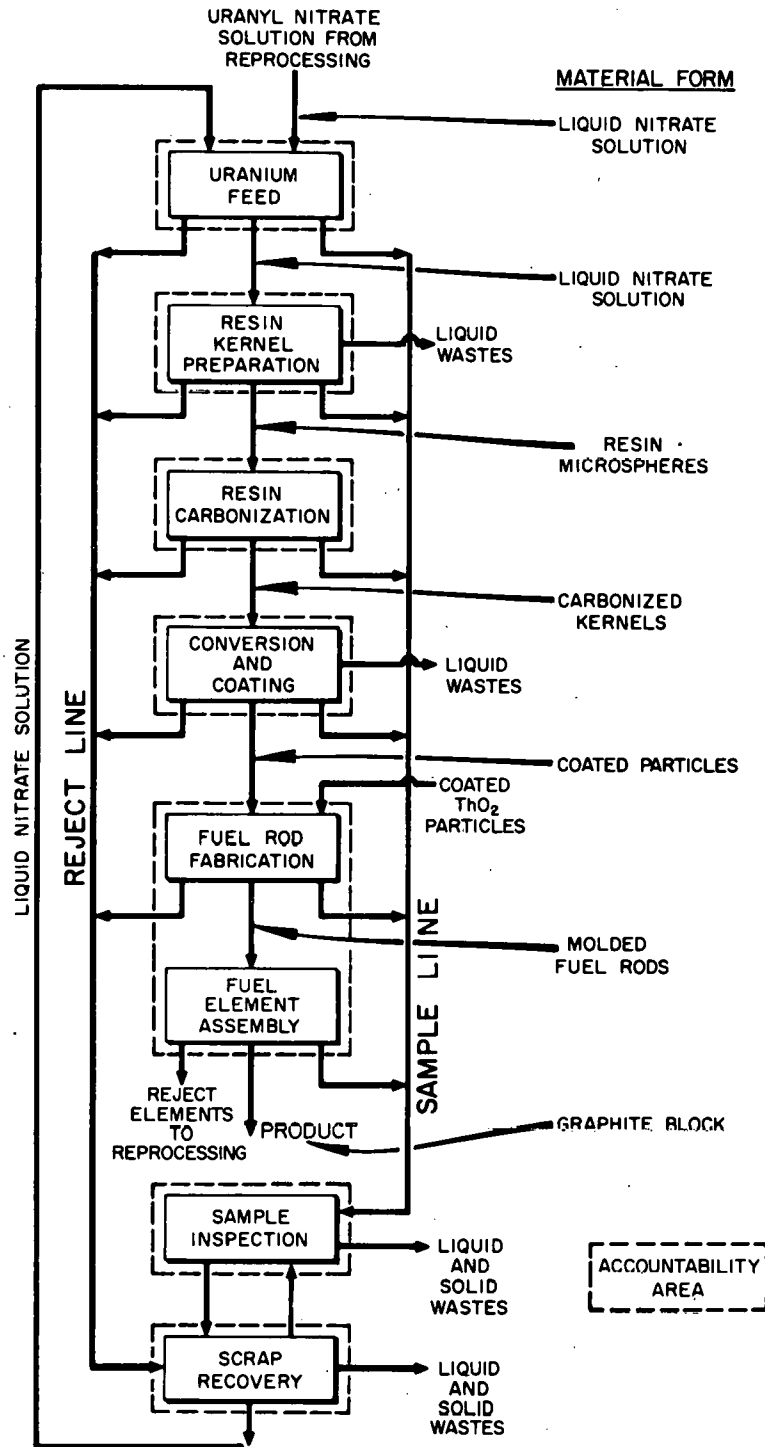 URANYL NITRATE
SOLUTION FROM
REPROCESSING
MATERIAL FORM
LIQUID NITRATE
SOLUTION
URANIUM
FEED
LIQUID NITRATE
SOLUTION
RESIN
KERNEL
PREPARATION
LIQUID
WASTES
RESIN
MICROSPHERES
RESIN
CARBONIZATION
CARBONIZED
KERNELS
CONVERSION
AND
COATING
LIQUID
WASTES
LIQUID NITRATE SOLUTION
REJECT LINE
COATED PARTICLES
COATED
ThO₂
PARTICLES
FUEL ROD
FABRICATION
SAMPLE LINE
MOLDED
FUEL RODS
FUEL
ELEMENT
ASSEMBLY
REJECT
ELEMENTS
TO
REPROCESSING
PRODUCT
GRAPHITE BLOCK
SAMPLE
INSPECTION
LIQUID
AND
SOLID
WASTES
ACCOUNTABILITY
AREA
SCRAP
RECOVERY
LIQUID
AND
SOLID
WASTES